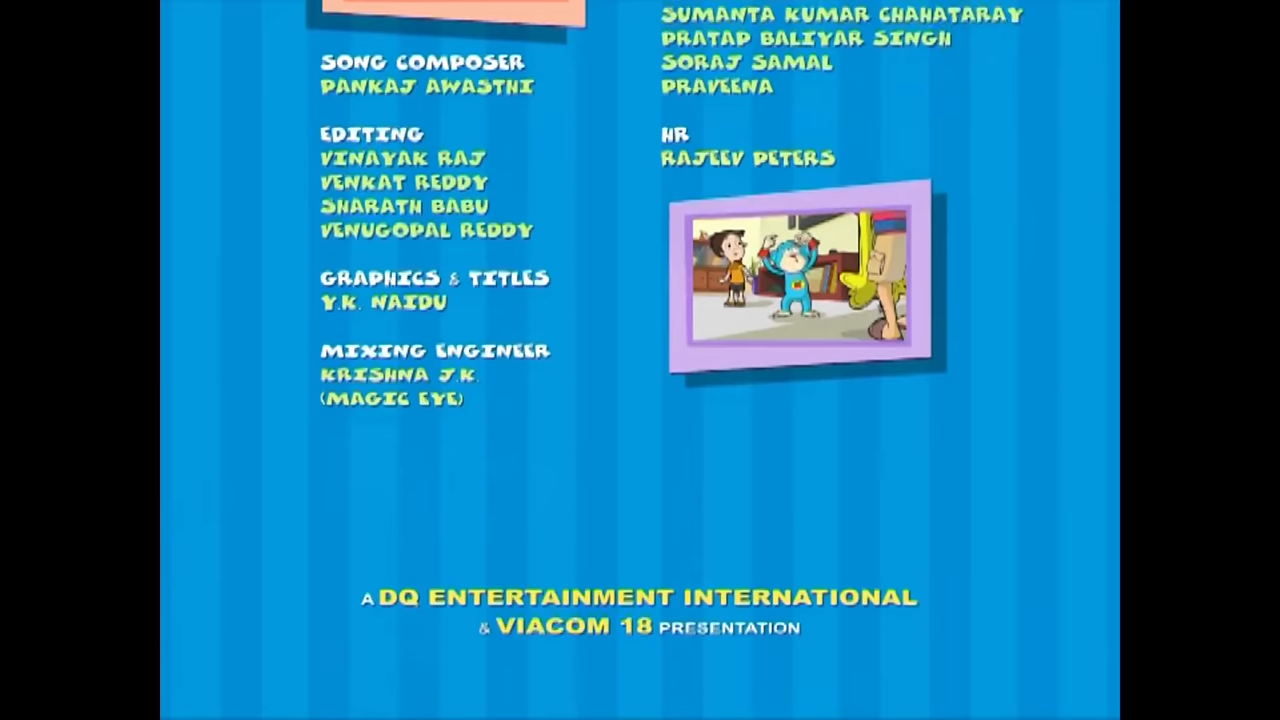 SONG COMPOSER
PANKAJ AWASTHI
EDITING
VINAYAK RAJ
VENKAT REDDY
SHARATH BABU
VENUGOPAL REDDY
GRAPHICS & TITLES
Y.K. NAIDU
MIXING ENGINEER
KRISHNA J.K.
(MAGIC EYE)
SUMANTA KUMAR CHAHATARAY
PRATAP BALIYAR SINGH
SORAJ SAMAL
PRAVEENA
HR
RAJEEV PETERS
A DQ ENTERTAINMENT INTERNATIONAL
& VIACOM 18 PRESENTATION